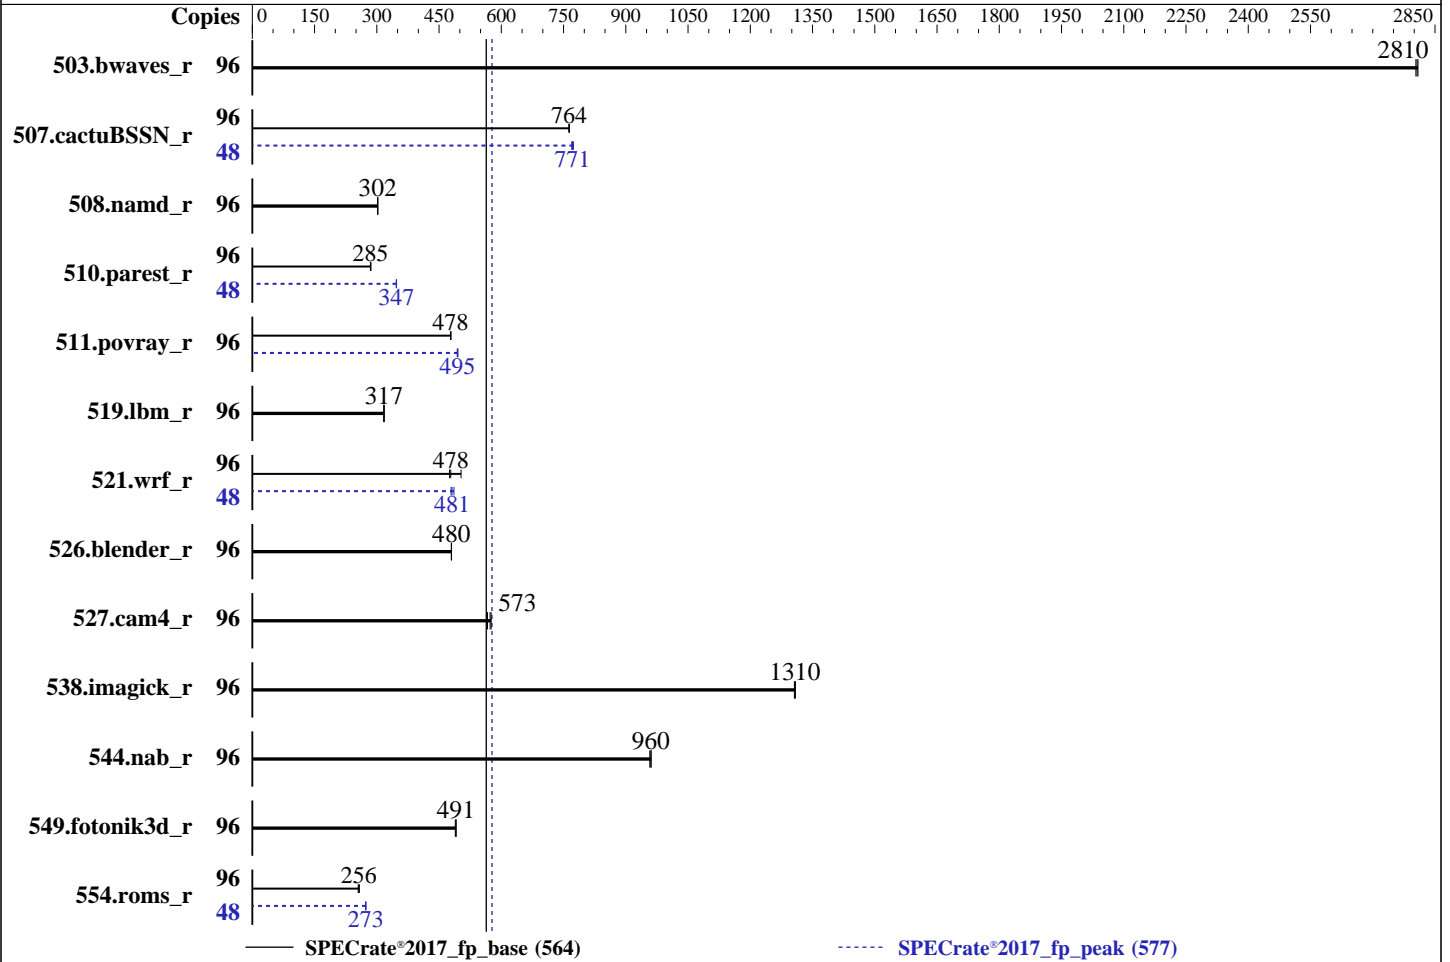 Copies 0 150 300 450 600 750 900 1050 1200 1350 1500 1650 1800 1950 2100 2250 2400 2550 2850
503.bwaves_r 96 2810
507.cactuBSSN_r 96 764
48 771
508.namd_r 96 302
510.parest_r 96 285
48 347
511.povray_r 96 478
495
519.lbm_r 96 317
521.wrf_r 96 478
48 481
526.blender_r 96 480
527.cam4_r 96 573
538.imagick_r 96 1310
544.nab_r 96 960
549.fotonik3d_r 96 491
554.roms_r 96 256
48 273
SPECrate®2017_fp_base (564) SPECrate®2017_fp_peak (577)